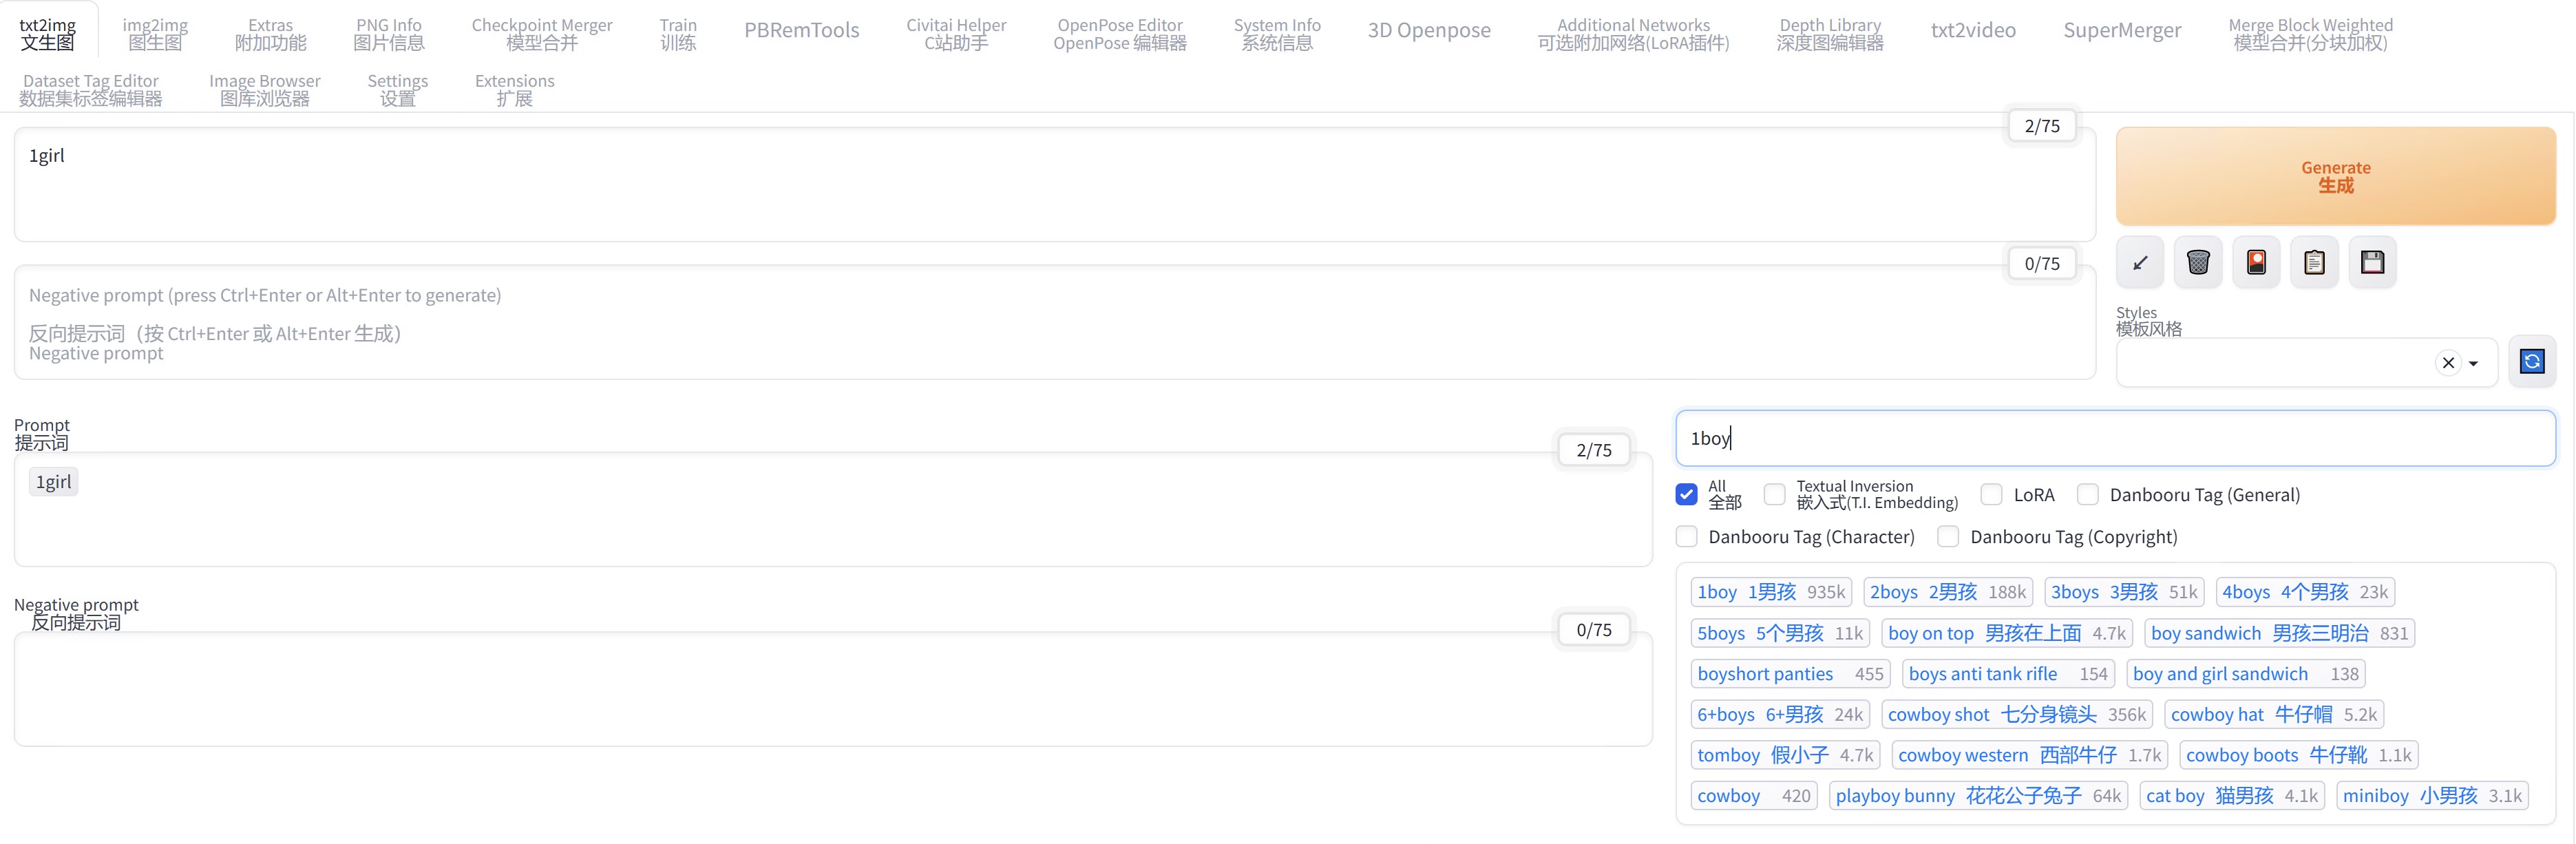 txt2img
文生图
img2img
图生图
Extras
附加功能
PNG Info
图片信息
Checkpoint Merger
模型合并
Train
训练
PBRemTools
Civitai Helper
C站助手
OpenPose Editor
OpenPose 编辑器
System Info
系统信息
3D Openpose
Additional Networks
可选附加网络(LoRA插件)
Depth Library
深度图编辑器
txt2video
SuperMerger
Merge Block Weighted
模型合并(分块加权)
Dataset Tag Editor
数据集标签编辑器
Image Browser
图库浏览器
Settings
设置
Extensions
扩展
2/75
1girl
Generate
生成
0/75
Negative prompt (press Ctrl+Enter or Alt+Enter to generate)
反向提示词（按 Ctrl+Enter 或 Alt+Enter 生成）
Negative prompt
Styles
模板风格
Prompt
提示词
2/75
1girl
Negative prompt
反向提示词
0/75
1boy
All
全部
Textual Inversion
嵌入式(T.I. Embedding)
LoRA
Danbooru Tag (General)
Danbooru Tag (Character)
Danbooru Tag (Copyright)
1boy 1男孩 935k 2boys 2男孩 188k 3boys 3男孩 51k 4boys 4个男孩 23k
5boys 5个男孩 11k boy on top 男孩在上面 4.7k boy sandwich 男孩三明治 831
boyshort panties 455 boys anti tank rifle 154 boy and girl sandwich 138
6+boys 6+男孩 24k cowboy shot 七分身镜头 356k cowboy hat 牛仔帽 5.2k
tomboy 假小子 4.7k cowboy western 西部牛仔 1.7k cowboy boots 牛仔靴 1.1k
cowboy 420 playboy bunny 花花公子兔子 64k cat boy 猫男孩 4.1k miniboy 小男孩 3.1k